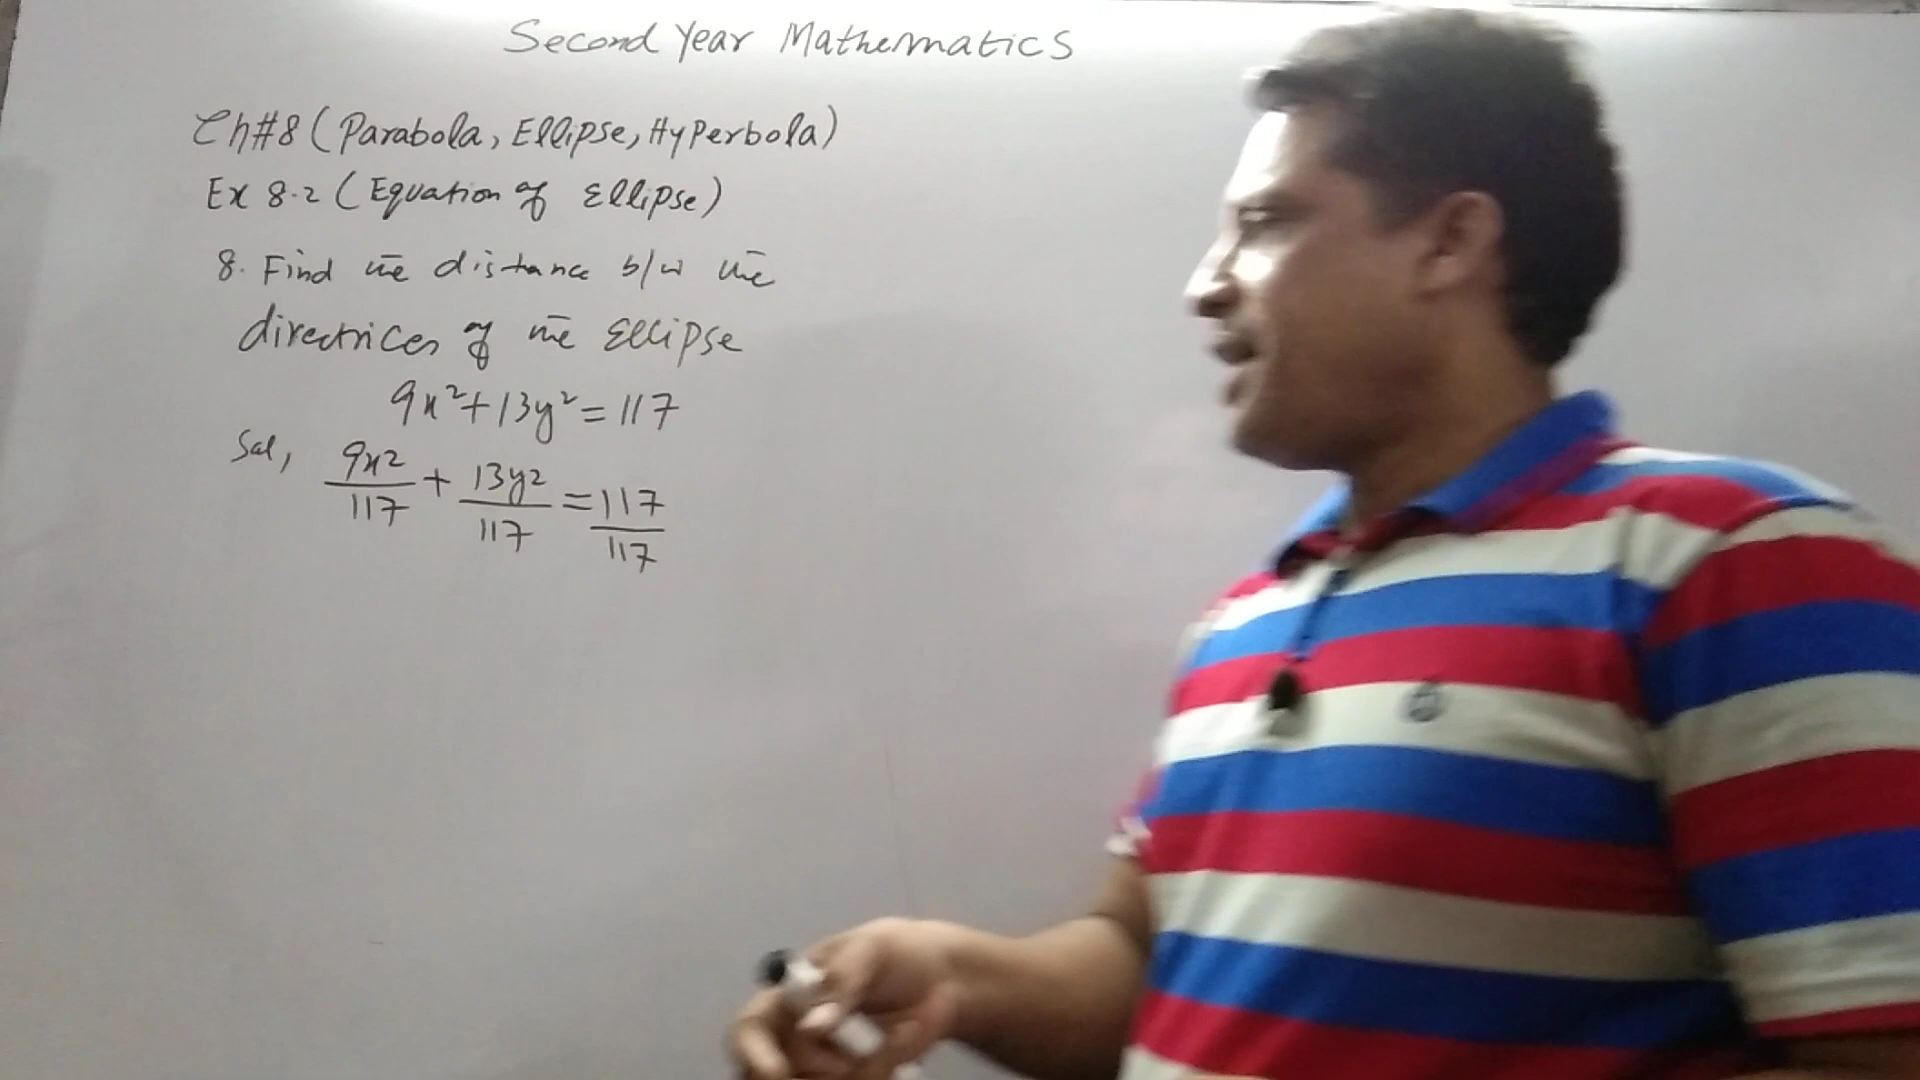 Second Year Mathematics
Ch#8 (Parabola, Ellipse, Hyperbola)
Ex 8.2 (Equation of Ellipse)
8. Find the distance b/w the
directrices of the Ellipse
9x²+13y²=117
Sol, 9x²/117 + 13y²/117 = 117/117